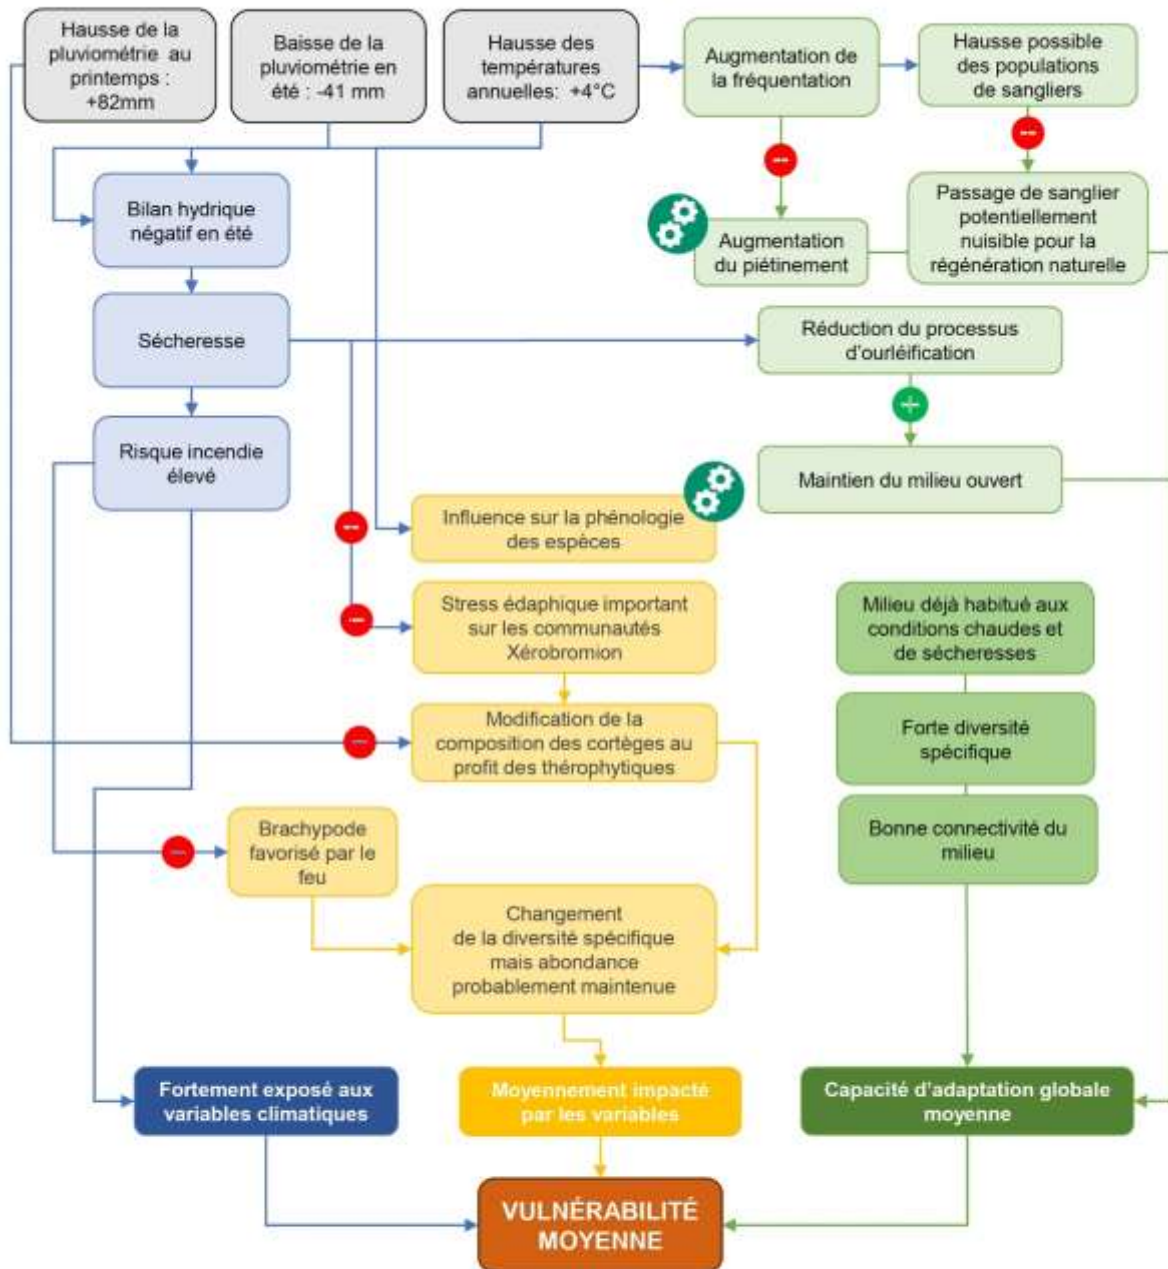 Hausse de la
pluviométrie au
printemps :
+82mm
Baisse de la
pluviométrie en
été : -41 mm
Hausse des
températures
annuelles: +4°C
Augmentation de
la fréquentation
Hausse possible
des populations
de sangliers
Bilan hydrique
négatif en été
Augmentation
du piétinement
Passage de sanglier
potentiellement
nuisible pour la
régénération naturelle
Sécheresse
Réduction du processus
d'ourléification
Risque incendie
élevé
Maintien du milieu ouvert
Influence sur la phénologie
des espèces
Stress édaphique important
sur les communautés
Xérobromion
Milieu déjà habitué aux
conditions chaudes et
de sécheresses
Modification de la
composition des cortèges au
profit des thérophytiques
Forte diversité
spécifique
Brachypode
favorisé par le
feu
Bonne connectivité du
milieu
Changement
de la diversité spécifique
mais abondance
probablement maintenue
Fortement exposé aux
variables climatiques
Moyennement impacté
par les variables
Capacité d'adaptation globale
moyenne
VULNÉRABILITÉ
MOYENNE